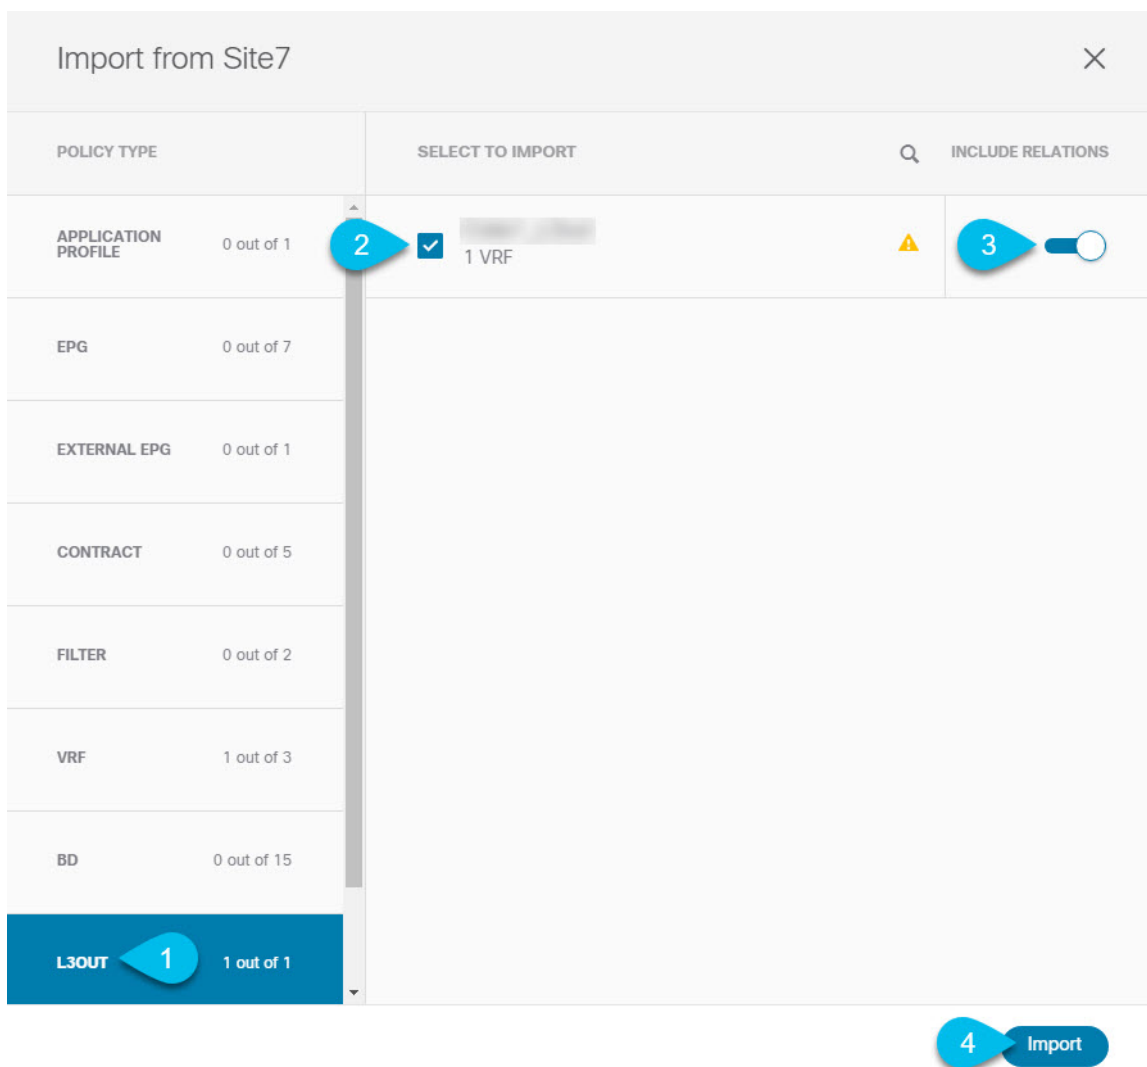 Import from Site7
POLICY TYPE
SELECT TO IMPORT
INCLUDE RELATIONS
APPLICATION
PROFILE
0 out of 1
2
1 VRF
3
EPG
0 out of 7
EXTERNAL EPG
0 out of 1
CONTRACT
0 out of 5
FILTER
0 out of 2
VRF
1 out of 3
BD
0 out of 15
L3OUT
1
1 out of 1
4
Import